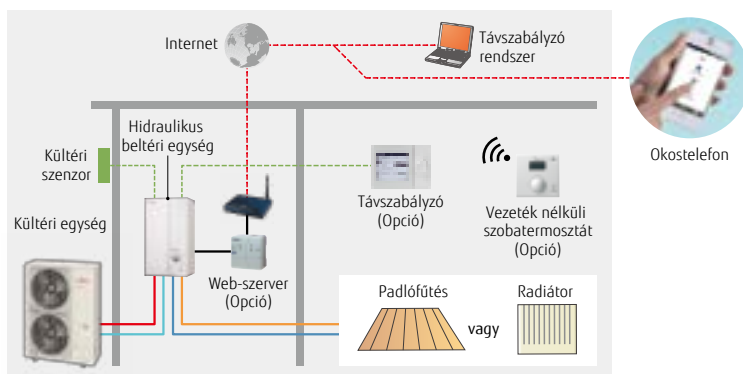 Internet
Távszabályzó
rendszer
Okostelefon
Hidraulikus
beltéri egység
Kültéri
szenzor
Kültéri egység
Távszabályzó
(Opció)
Vezeték nélküli
szobatermosztát
(Opció)
Web-szerver
(Opció)
Padlófűtés
vagy
Radiátor